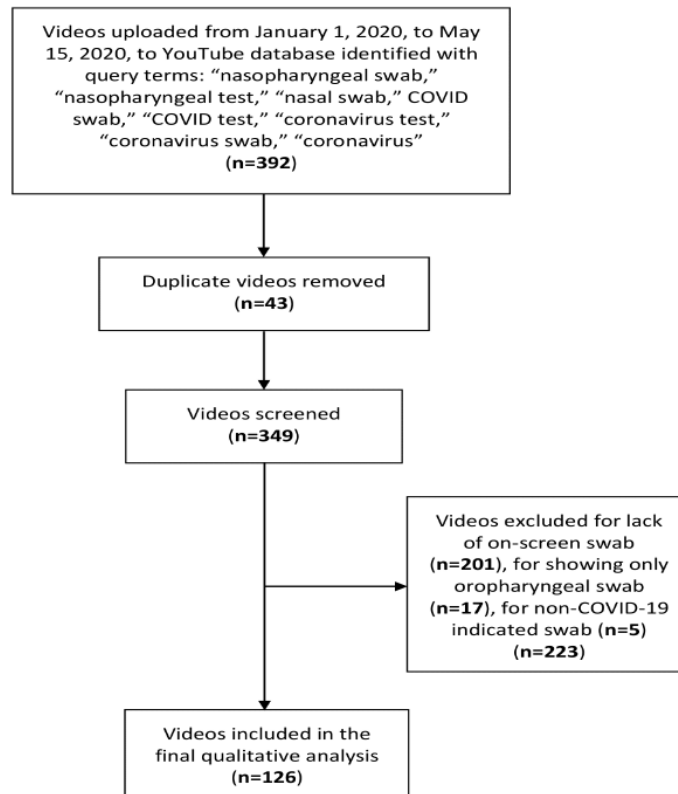 Videos uploaded from January 1, 2020, to May
15, 2020, to YouTube database identified with
query terms: “nasopharyngeal swab,”
“nasopharyngeal test,” “nasal swab,” COVID
swab,” “COVID test,” “coronavirus test,”
“coronavirus swab,” “coronavirus”
(n=392)
Duplicate videos removed
(n=43)
Videos screened
(n=349)
Videos excluded for lack
of on-screen swab
(n=201), for showing only
oropharyngeal swab
(n=17), for non-COVID-19
indicated swab (n=5)
(n=223)
Videos included in the
final qualitative analysis
(n=126)